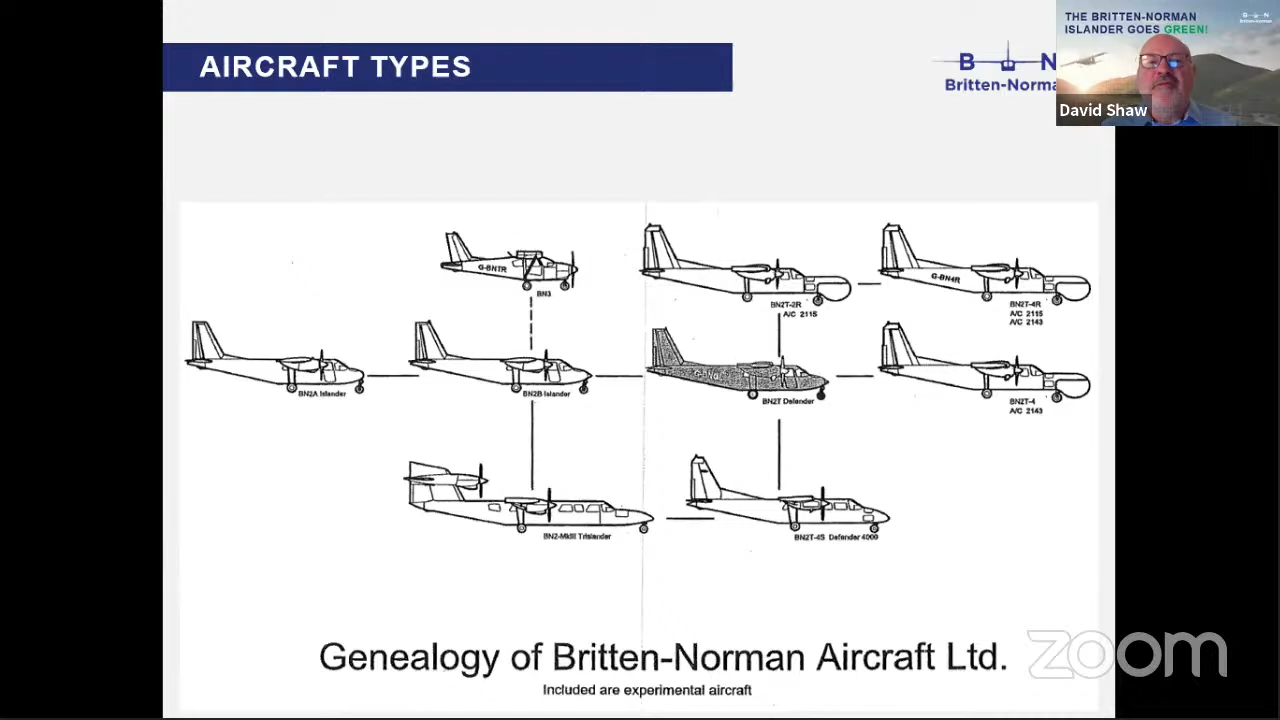 AIRCRAFT TYPES
B N
Britten-Norma
THE BRITTEN-NORMAN
ISLANDER GOES GREEN!
B N
Britten-Norman
David Shaw
G-BNTR
BN3
BN2T-2R
A/C 2115
G-BN4R
BN2T-4R
A/C 2115
A/C 2143
BN2A Islander
BN2B Islander
BN2T Defender
BN2T-4
A/C 2143
BN2-MkIII Trislander
BN2T-4S Defender 4000
Genealogy of Britten-Norman Aircraft Ltd.
Included are experimental aircraft
zoom